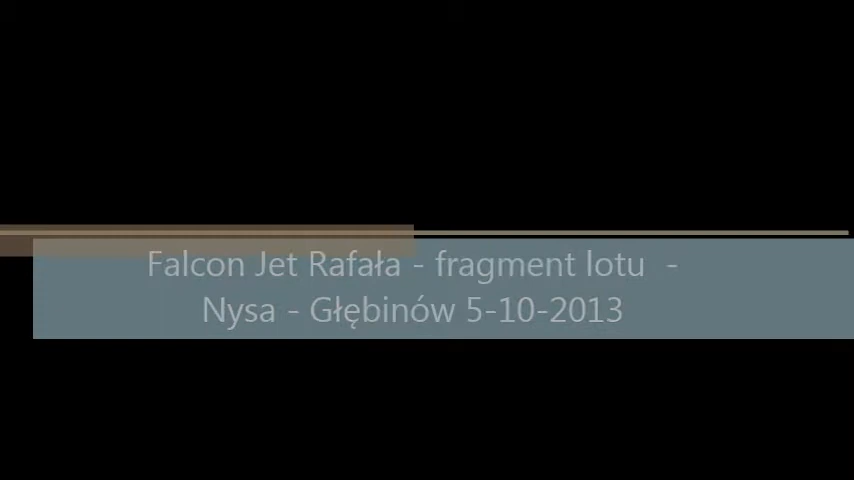 Falcon Jet Rafała - fragment lotu -
Nysa - Głębinów 5-10-2013